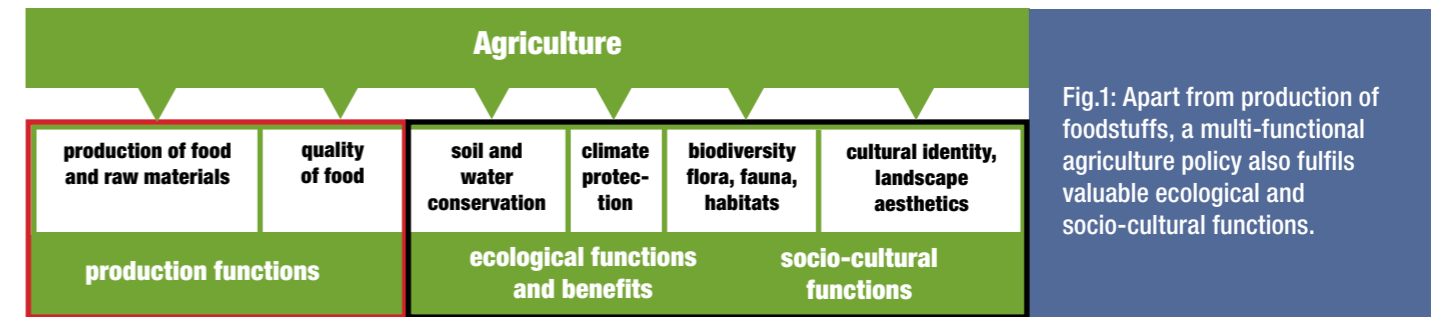 Agriculture
production of food
and raw materials
quality
of food
soil and
water
conservation
climate
protec-
tion
biodiversity
flora, fauna,
habitats
cultural identity,
landscape
aesthetics
production functions
ecological functions
and benefits
socio-cultural
functions
Fig.1: Apart from production of
foodstuffs, a multi-functional
agriculture policy also fulfils
valuable ecological and
socio-cultural functions.